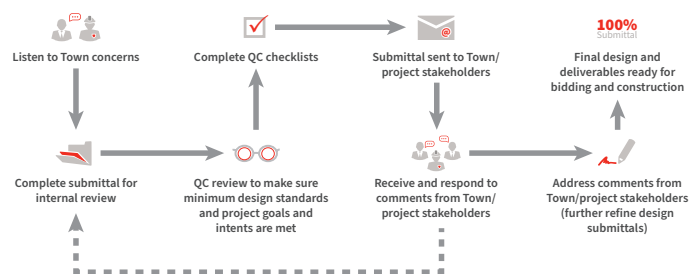 Listen to Town concerns
Complete submittal for
internal review
QC review to make sure
minimum design standards
and project goals and
intents are met
Complete QC checklists
Submittal sent to Town/
project stakeholders
Receive and respond to
comments from Town/
project stakeholders
Address comments from
Town/project stakeholders
(further refine design
submittals)
100%
Submittal
Final design and
deliverables ready for
bidding and construction